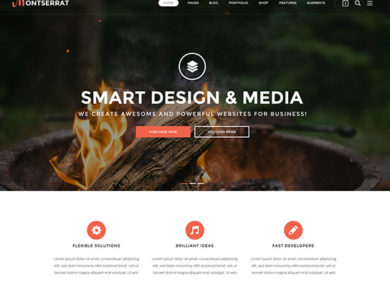 MONTSERRAT
HOME PAGES BLOG PORTFOLIO SHOP FEATURES ELEMENTS
SMART DESIGN & MEDIA
WE CREATE AWESOME AND POWERFUL WEBSITES FOR BUSINESS!
PURCHASE NOW DISCOVER MORE
FLEXIBLE SOLUTIONS BRILLIANT IDEAS FAST DEVELOPERS
Lorem ipsum dolor sit amet, consectetuer adipiscing Lorem ipsum dolor sit amet, consectetuer adipiscing Lorem ipsum dolor sit amet, consectetuer adipiscing
elit, sed diam nonummy nibh euismod tincidunt ut elit, sed diam nonummy nibh euismod tincidunt ut elit, sed diam nonummy nibh euismod tincidunt ut
laoreet dolore magna aliquam erat volutpat. Ut wisi laoreet dolore magna aliquam erat volutpat. Ut wisi laoreet dolore magna aliquam erat volutpat. Ut wisi